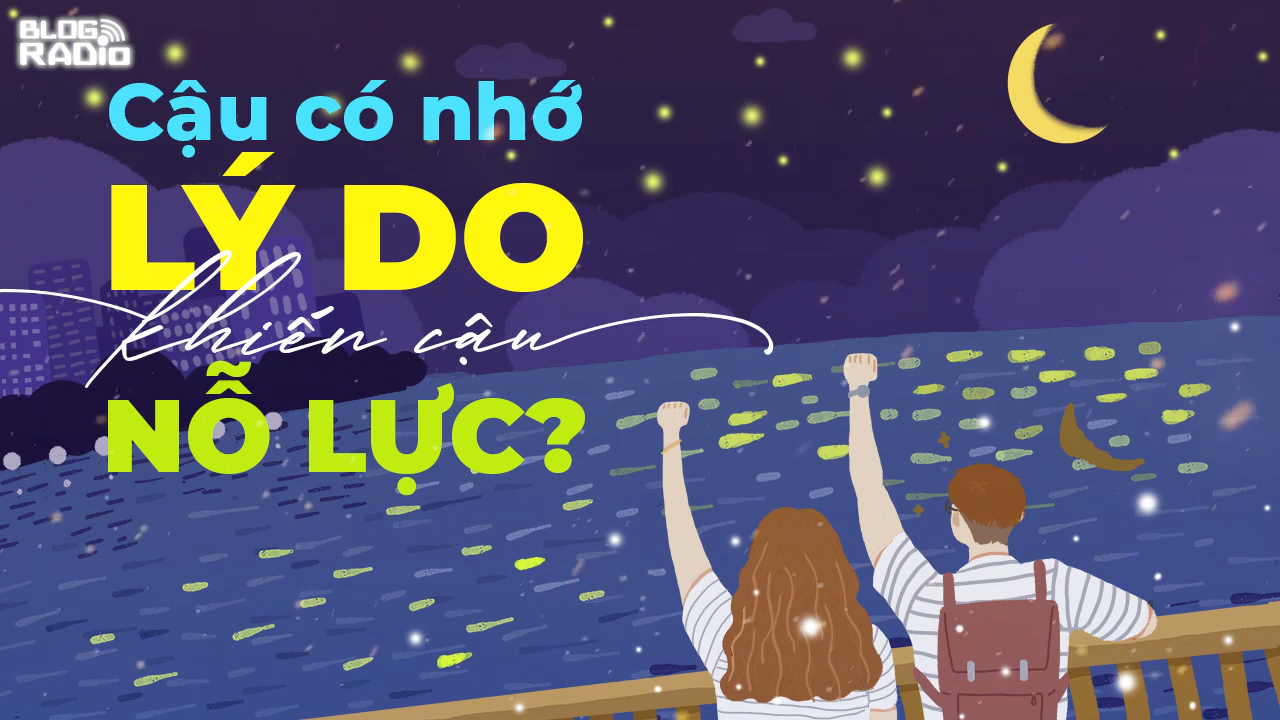 BLOG
RADIO
Cậu có nhớ
LÝ DO
khiến cậu
NỖ LỰC?